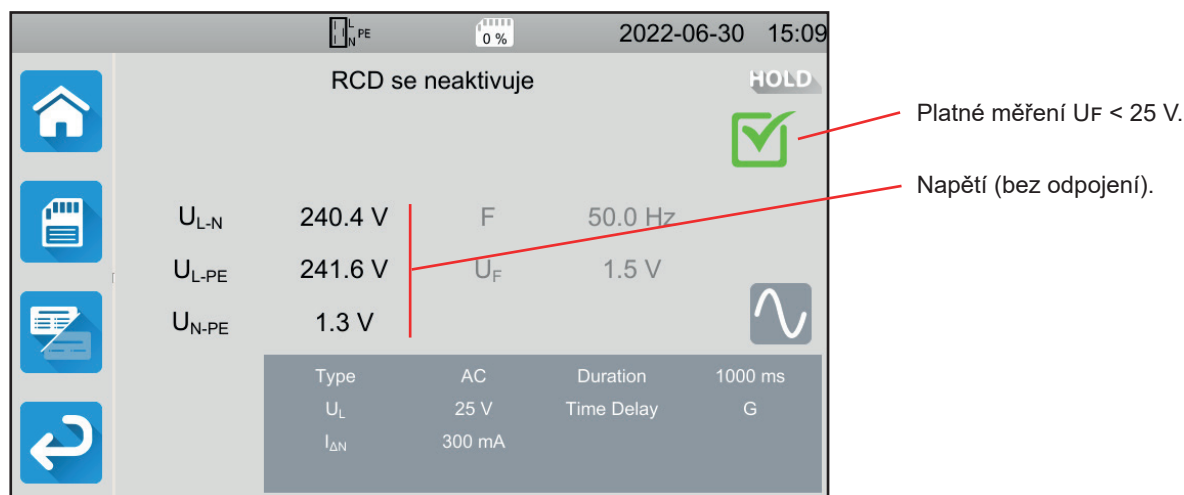 L N PE 0 % 2022-06-30 15:09
RCD se neaktivuje HOLD
Platné měření UF < 25 V.
Napětí (bez odpojení).
UL-N 240.4 V F 50.0 Hz
UL-PE 241.6 V UF 1.5 V
UN-PE 1.3 V
Type AC Duration 1000 ms
UL 25 V Time Delay G
IΔN 300 mA